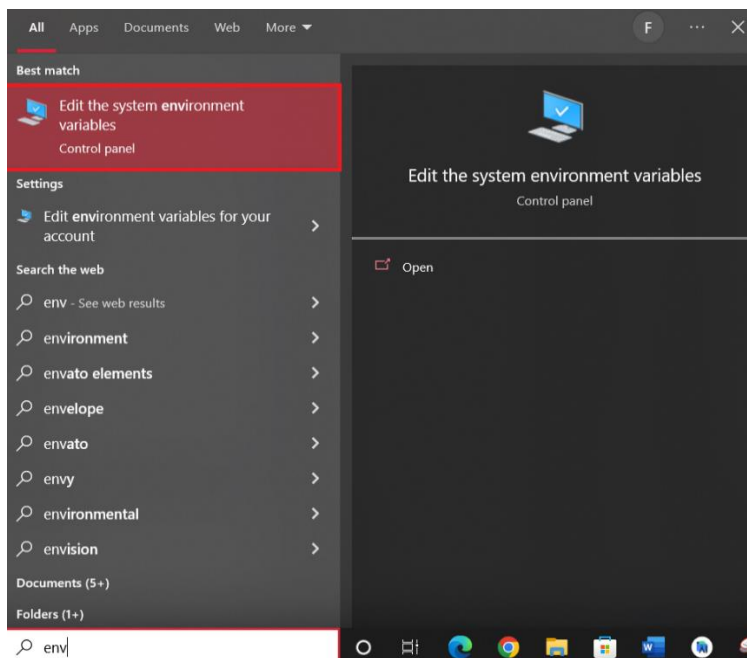 All Apps Documents Web More
F
Best match
Edit the system environment
variables
Control panel
Settings
Edit environment variables for your
account
Search the web
env - See web results
environment
envato elements
envelope
envato
envy
environmental
envision
Documents (5+)
Folders (1+)
env
Edit the system environment variables
Control panel
Open